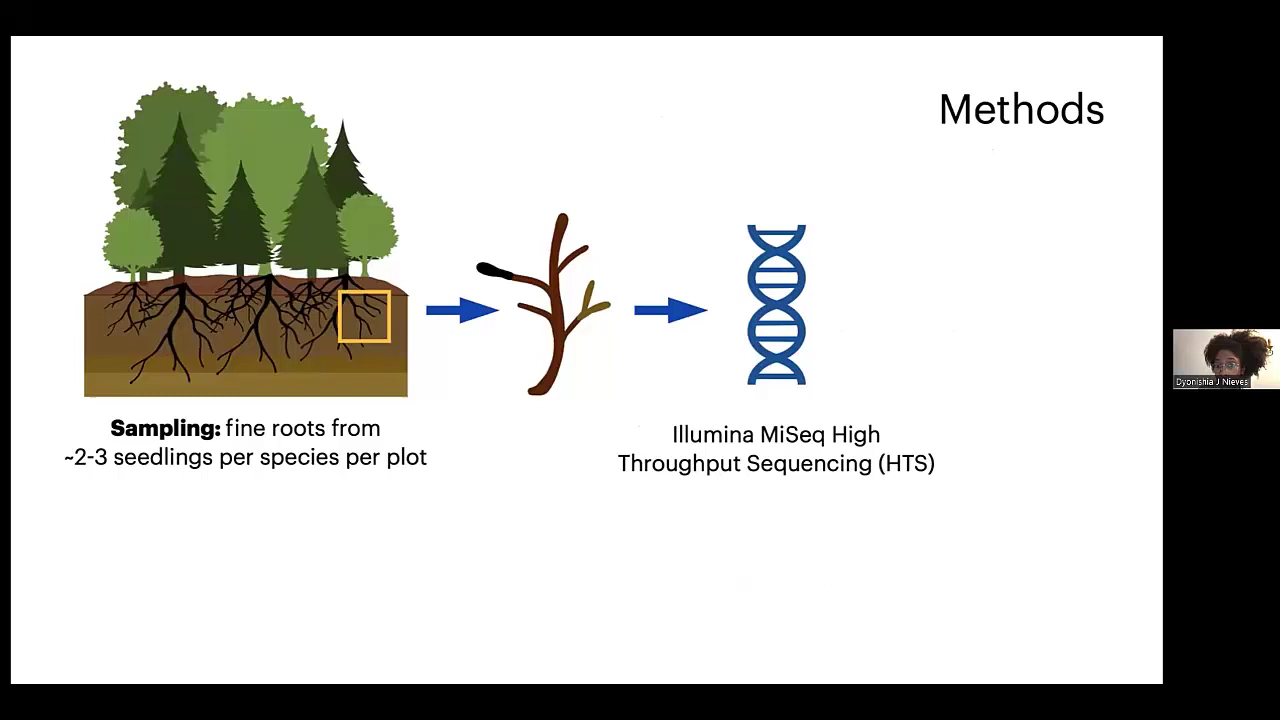 Methods
Sampling: fine roots from
~2-3 seedlings per species per plot
Illumina MiSeq High
Throughput Sequencing (HTS)
Dyonishia J Nieves